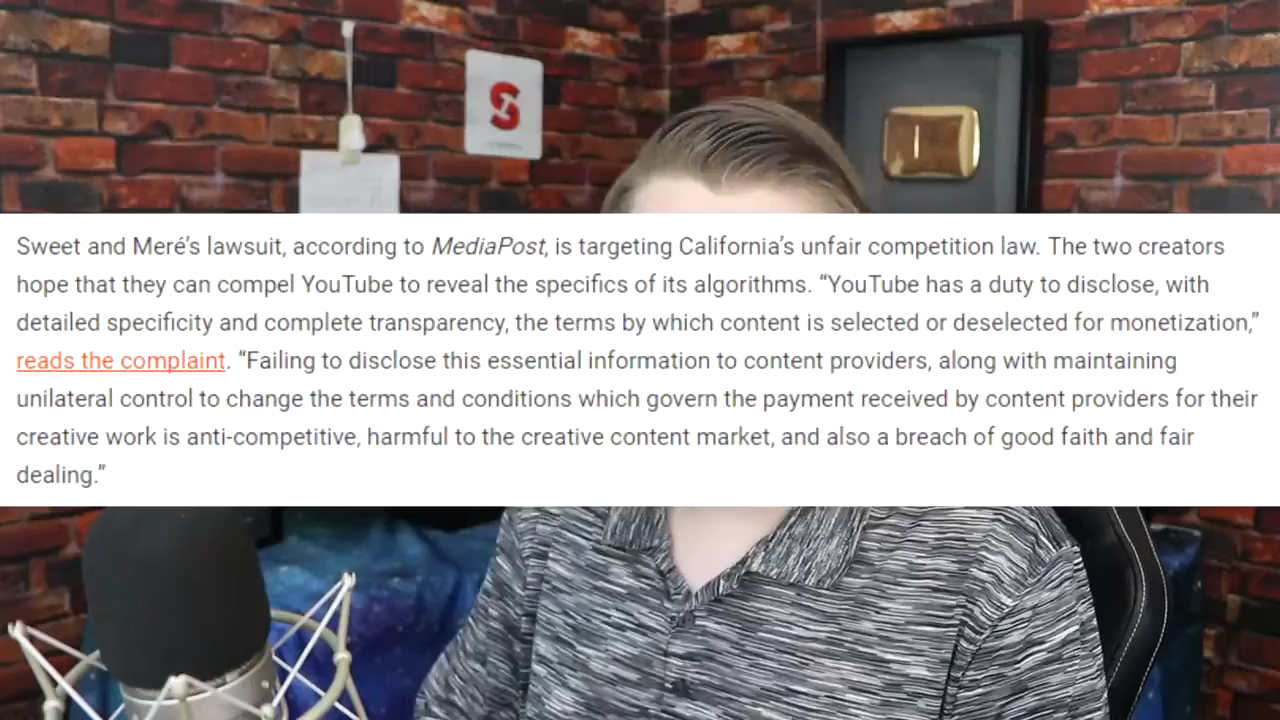 S
Sweet and Meré’s lawsuit, according to MediaPost, is targeting California’s unfair competition law. The two creators
hope that they can compel YouTube to reveal the specifics of its algorithms. “YouTube has a duty to disclose, with
detailed specificity and complete transparency, the terms by which content is selected or deselected for monetization,”
reads the complaint. “Failing to disclose this essential information to content providers, along with maintaining
unilateral control to change the terms and conditions which govern the payment received by content providers for their
creative work is anti-competitive, harmful to the creative content market, and also a breach of good faith and fair
dealing.”